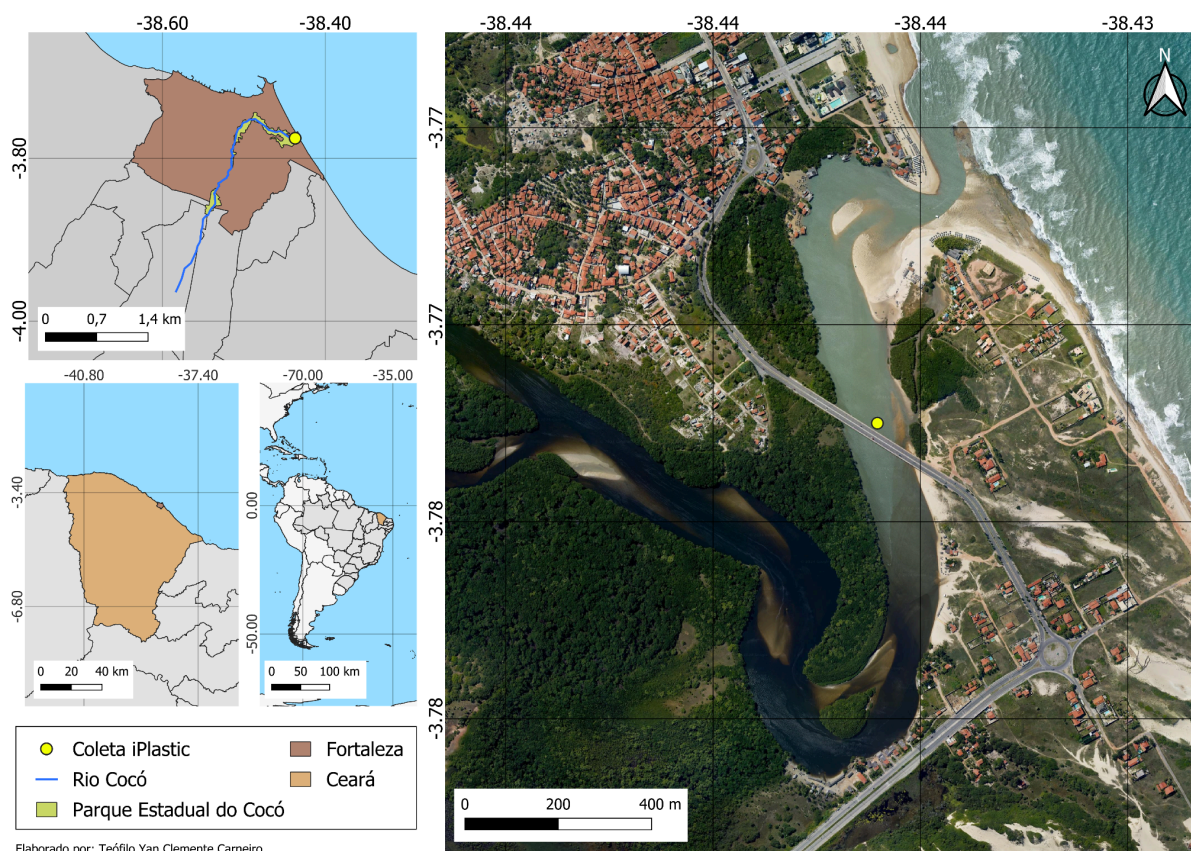 -38.60 -38.40
-3.80
-4.00
0 0,7 1,4 km
-40.80 -37.40
-3.40
-6.80
0 20 40 km
-70.00 -35.00
0.00
-50.00
0 50 100 km
-38.44 -38.44 -38.44 -38.43
N
-3.77
-3.77
-3.78
-3.78
0 200 400 m
Coleta iPlastic
Rio Cocó
Parque Estadual do Cocó
Fortaleza
Ceará
Elaborado por: Teófilo Yan Clemente Carneiro